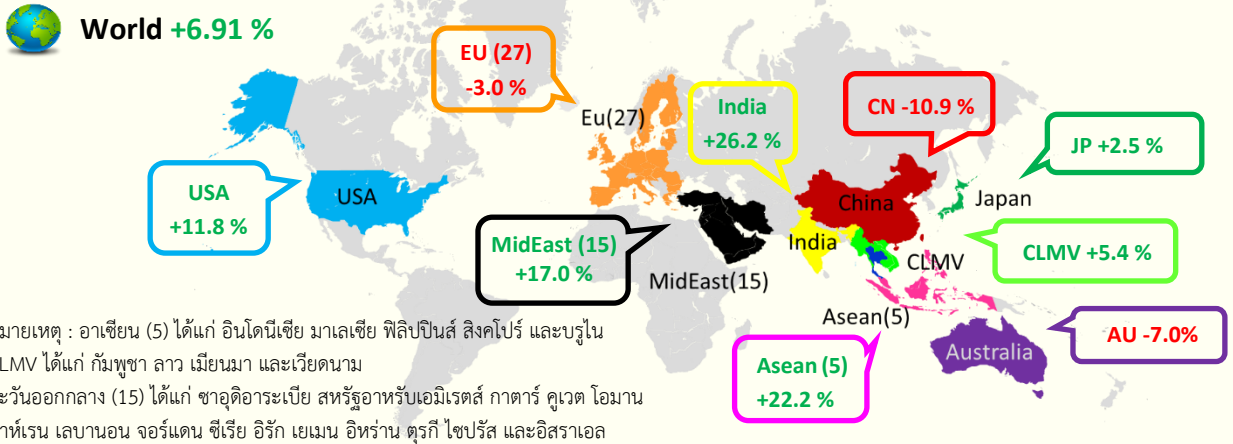 World +6.91 %
EU (27)
-3.0 %
Eu(27)
India
+26.2 %
CN -10.9 %
JP +2.5 %
USA
+11.8 %
USA
China
Japan
MidEast (15)
+17.0 %
MidEast(15)
India
CLMV
CLMV +5.4 %
Asean(5)
Asean (5)
+22.2 %
Australia
AU -7.0%
มายเหตุ : อาเซียน (5) ได้แก่ อินโดนีเซีย มาเลเซีย ฟิลิปปินส์ สิงคโปร์ และบรูไน
LMV ได้แก่ กัมพูชา ลาว เมียนมา และเวียดนาม
ะวันออกกลาง (15) ได้แก่ ซาอุดิอาระเบีย สหรัฐอาหรับเอมิเรตส์ กาตาร์ คูเวต โอมาน
าห์เรน เลบานอน จอร์แดน ซีเรีย อิรัก เยเมน อิหร่าน ตุรกี ไซปรัส และอิสราเอล